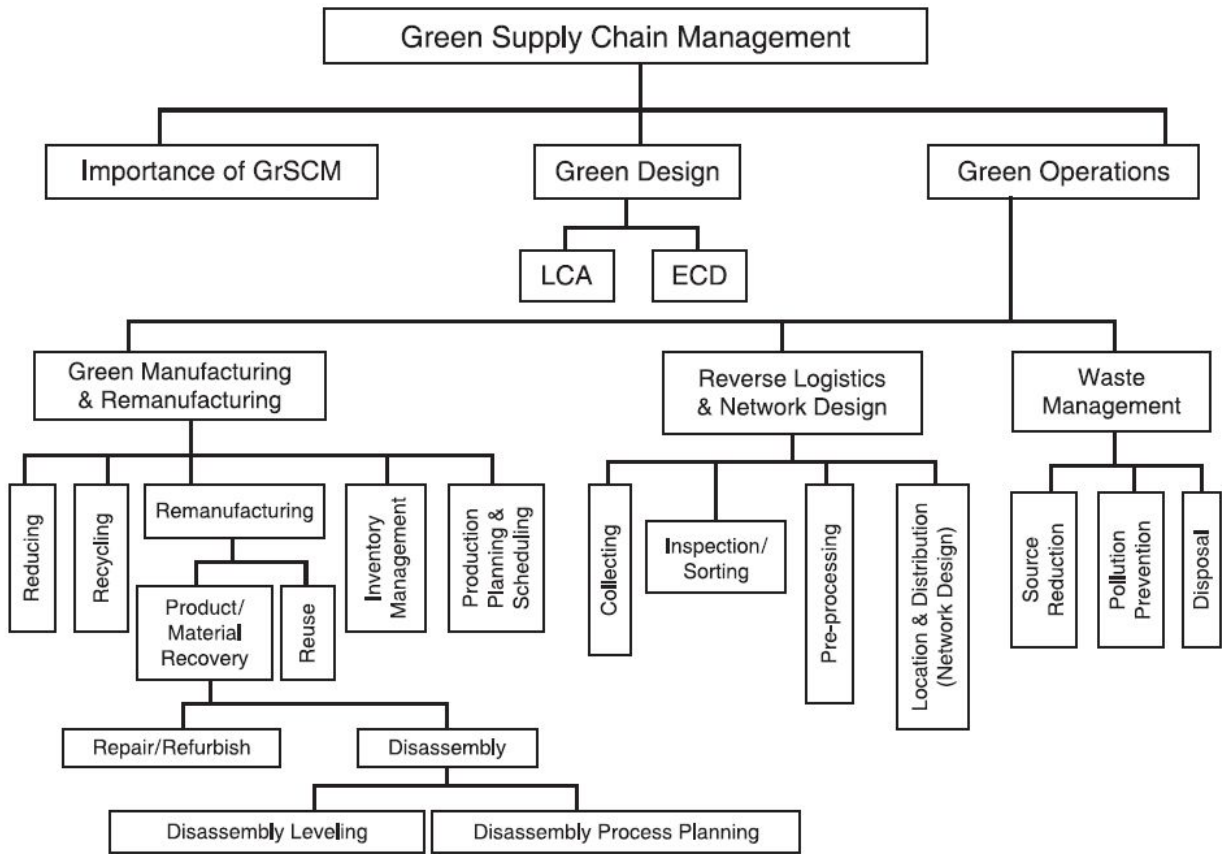 Green Supply Chain Management
Importance of GrSCM
Green Design
Green Operations
LCA
ECD
Green Manufacturing
& Remanufacturing
Reverse Logistics
& Network Design
Waste
Management
Reducing
Recycling
Remanufacturing
Product/
Material
Recovery
Reuse
Inventory
Management
Production
Planning &
Scheduling
Collecting
Inspection/
Sorting
Pre-processing
Location & Distribution
(Network Design)
Source
Reduction
Pollution
Prevention
Disposal
Repair/Refurbish
Disassembly
Disassembly Leveling
Disassembly Process Planning